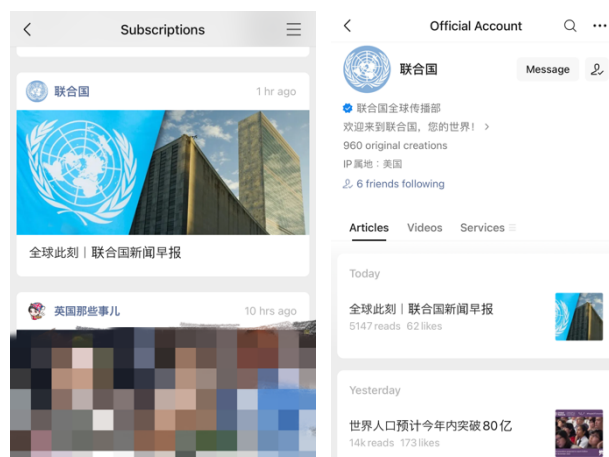 Subscriptions
联合国
1 hr ago
全球此刻｜联合国新闻早报
英国那些事儿
10 hrs ago
Official Account
联合国
Message
联合国全球传播部
欢迎来到联合国，您的世界！
960 original creations
IP属地：美国
6 friends following
Articles Videos Services
Today
全球此刻｜联合国新闻早报
5147 reads 62 likes
Yesterday
世界人口预计今年内突破80亿
14k reads 173 likes